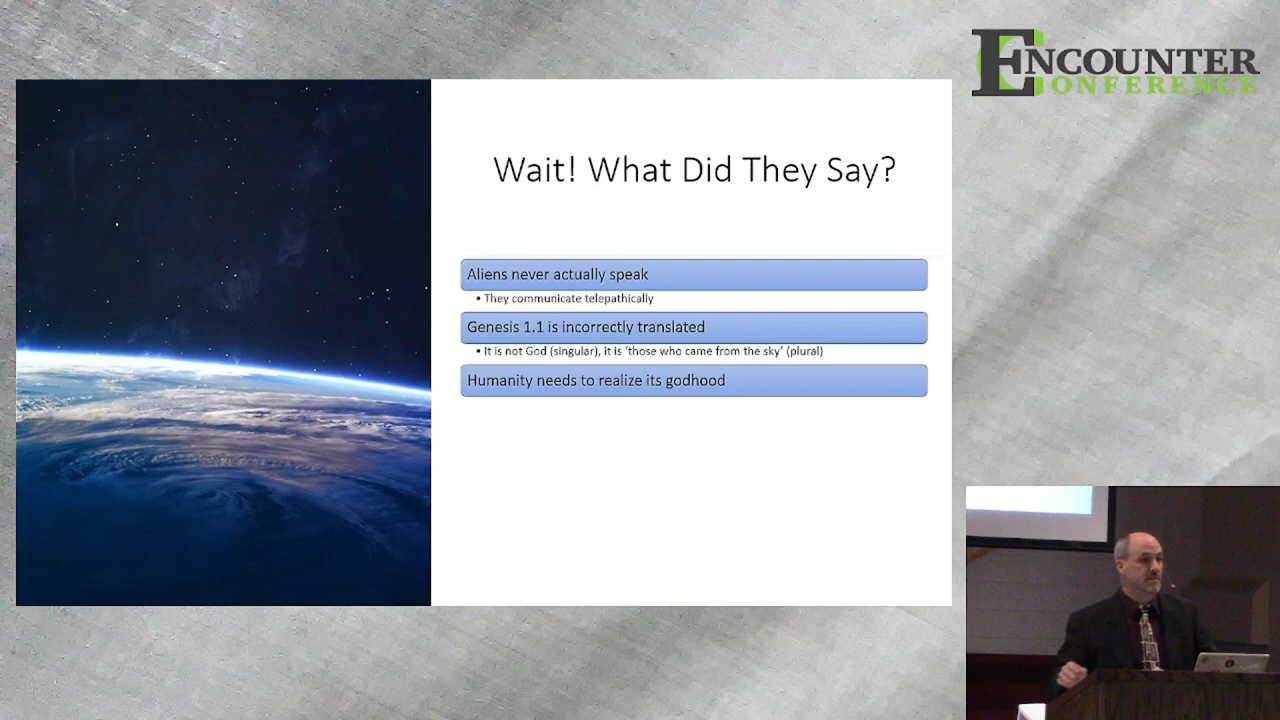 ENCOUNTER
CONFERENCE
Wait! What Did They Say?
Aliens never actually speak
• They communicate telepathically
Genesis 1.1 is incorrectly translated
• It is not God (singular), it is ‘those who came from the sky’ (plural)
Humanity needs to realize its godhood